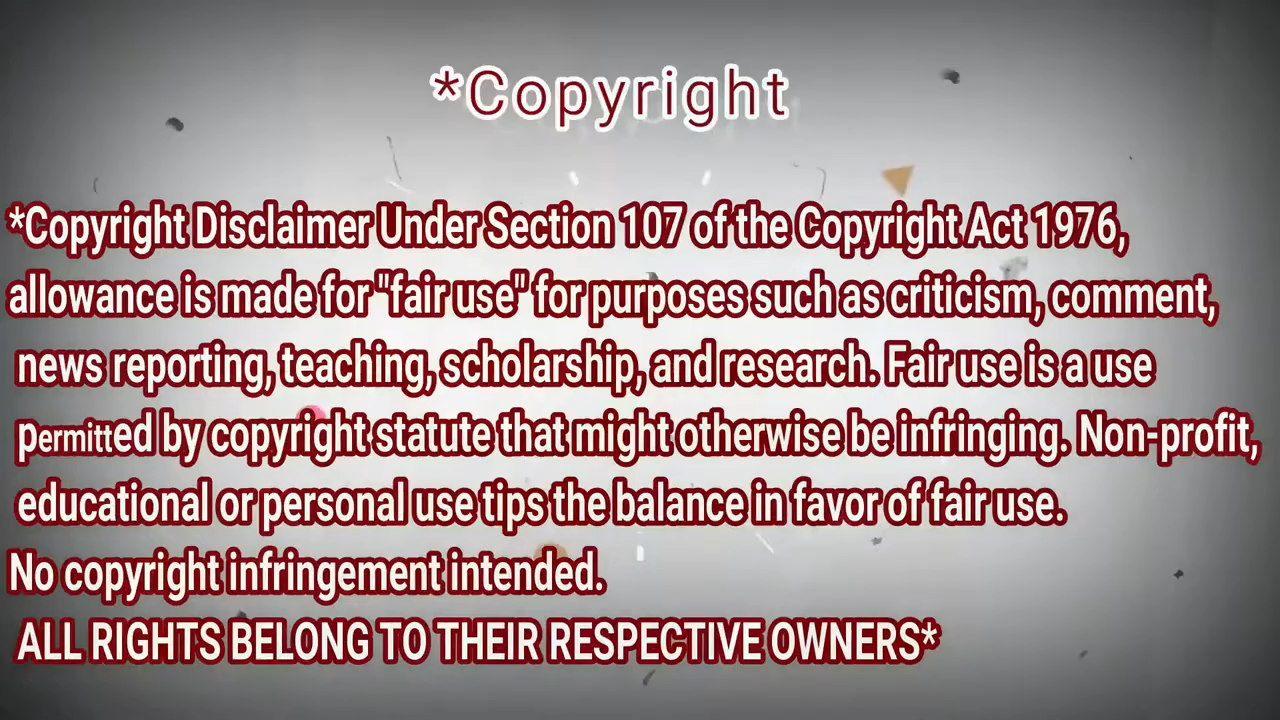 *Copyright
*Copyright Disclaimer Under Section 107 of the Copyright Act 1976,
allowance is made for "fair use" for purposes such as criticism, comment,
news reporting, teaching, scholarship, and research. Fair use is a use
permitted by copyright statute that might otherwise be infringing. Non-profit,
educational or personal use tips the balance in favor of fair use.
No copyright infringement intended.
ALL RIGHTS BELONG TO THEIR RESPECTIVE OWNERS*